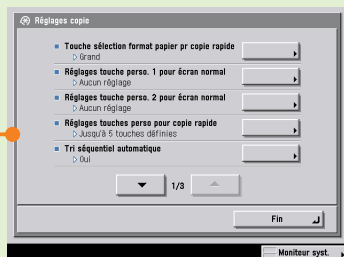 Réglages copie
Touche sélection format papier pr copie rapide
Grand
Réglages touche perso. 1 pour écran normal
Aucun réglage
Réglages touche perso. 2 pour écran normal
Aucun réglage
Réglages touches perso pour copie rapide
Jusqu'à 5 touches définies
Tri séquentiel automatique
Oui
1/3
Fin
Moniteur syst.